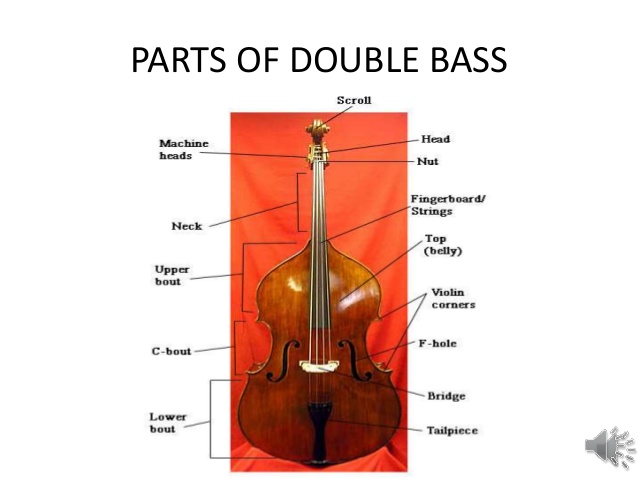 PARTS OF DOUBLE BASS
Scroll
Machine
heads
Head
Nut
Fingerboard/
Strings
Neck
Top
(belly)
Upper
bout
Violin
corners
F-hole
C-bout
Bridge
Lower
bout
Tailpiece